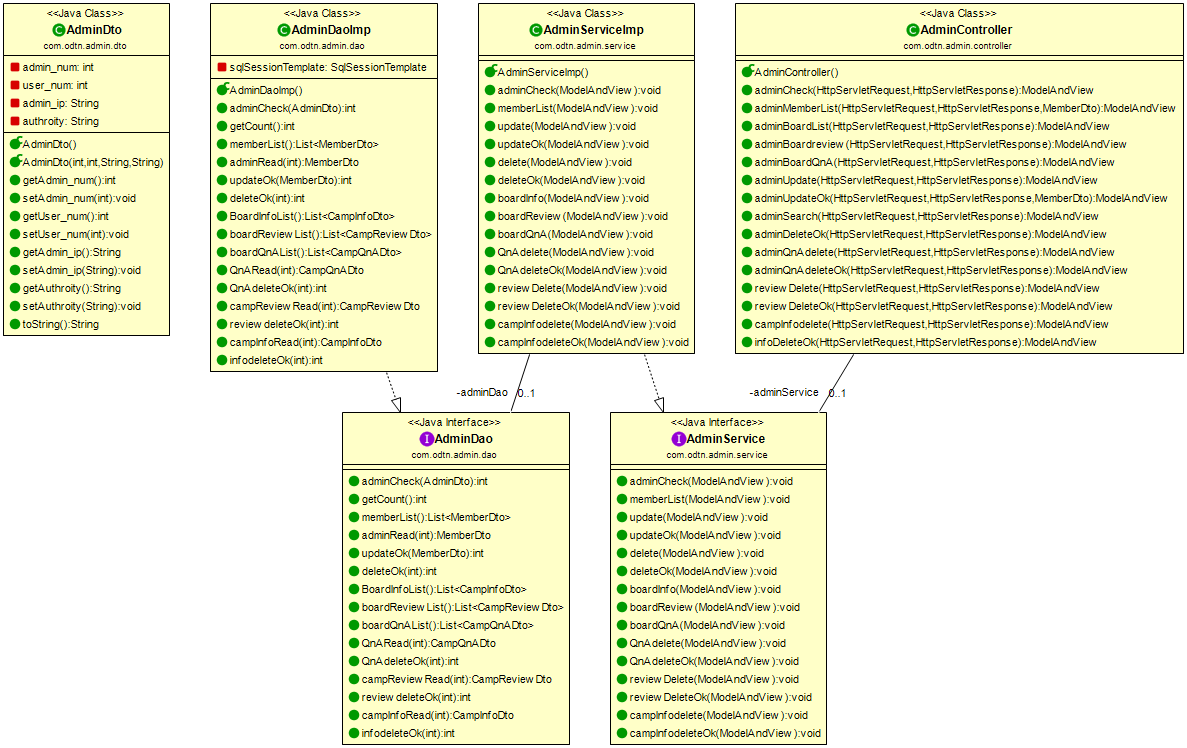 <<Java Class>>
AdminDto
com.odtn.admin.dto
admin_num: int
user_num: int
admin_ip: String
authroity: String
AdminDto()
AdminDto(int,int,String,String)
getAdmin_num():int
setAdmin_num(int):void
getUser_num():int
setUser_num(int):void
getAdmin_ip():String
setAdmin_ip(String):void
getAuthroity():String
setAuthroity(String):void
toString():String
<<Java Class>>
AdminDaoImp
com.odtn.admin.dao
sqlSessionTemplate: SqlSessionTemplate
AdminDaoImp()
adminCheck(AdminDto):int
getCount():int
memberList():List<MemberDto>
adminRead(int):MemberDto
updateOk(MemberDto):int
deleteOk(int):int
BoardInfoList():List<CampInfoDto>
boardReview List():List<CampReview Dto>
boardQnAList():List<CampQnADto>
QnARead(int):CampQnADto
QnAdeleteOk(int):int
campReview Read(int):CampReview Dto
review deleteOk(int):int
campInfoRead(int):CampInfoDto
infodeleteOk(int):int
<<Java Class>>
AdminServiceImp
com.odtn.admin.service
AdminServiceImp()
adminCheck(ModelAndView ):void
memberList(ModelAndView ):void
update(ModelAndView ):void
updateOk(ModelAndView ):void
delete(ModelAndView ):void
deleteOk(ModelAndView ):void
boardInfo(ModelAndView ):void
boardReview (ModelAndView ):void
boardQnA(ModelAndView ):void
QnAdelete(ModelAndView ):void
QnAdeleteOk(ModelAndView ):void
review Delete(ModelAndView ):void
review DeleteOk(ModelAndView ):void
campInfodelete(ModelAndView ):void
campInfodeleteOk(ModelAndView ):void
<<Java Class>>
AdminController
com.odtn.admin.controller
AdminController()
adminCheck(HttpServletRequest,HttpServletResponse):ModelAndView
adminMemberList(HttpServletRequest,HttpServletResponse,MemberDto):ModelAndView
adminBoardList(HttpServletRequest,HttpServletResponse):ModelAndView
adminBoardreview (HttpServletRequest,HttpServletResponse):ModelAndView
adminBoardQnA(HttpServletRequest,HttpServletResponse):ModelAndView
adminUpdate(HttpServletRequest,HttpServletResponse):ModelAndView
adminUpdateOk(HttpServletRequest,HttpServletResponse,MemberDto):ModelAndView
adminSearch(HttpServletRequest,HttpServletResponse):ModelAndView
adminDeleteOk(HttpServletRequest,HttpServletResponse):ModelAndView
adminQnAdelete(HttpServletRequest,HttpServletResponse):ModelAndView
adminQnAdeleteOk(HttpServletRequest,HttpServletResponse):ModelAndView
review Delete(HttpServletRequest,HttpServletResponse):ModelAndView
review DeleteOk(HttpServletRequest,HttpServletResponse):ModelAndView
campInfodelete(HttpServletRequest,HttpServletResponse):ModelAndView
infoDeleteOk(HttpServletRequest,HttpServletResponse):ModelAndView
-adminDao 0..1
-adminService 0..1
<<Java Interface>>
AdminDao
com.odtn.admin.dao
adminCheck(AdminDto):int
getCount():int
memberList():List<MemberDto>
adminRead(int):MemberDto
updateOk(MemberDto):int
deleteOk(int):int
BoardInfoList():List<CampInfoDto>
boardReview List():List<CampReview Dto>
boardQnAList():List<CampQnADto>
QnARead(int):CampQnADto
QnAdeleteOk(int):int
campReview Read(int):CampReview Dto
review deleteOk(int):int
campInfoRead(int):CampInfoDto
infodeleteOk(int):int
<<Java Interface>>
AdminService
com.odtn.admin.service
adminCheck(ModelAndView ):void
memberList(ModelAndView ):void
update(ModelAndView ):void
updateOk(ModelAndView ):void
delete(ModelAndView ):void
deleteOk(ModelAndView ):void
boardInfo(ModelAndView ):void
boardReview (ModelAndView ):void
boardQnA(ModelAndView ):void
QnAdelete(ModelAndView ):void
QnAdeleteOk(ModelAndView ):void
review Delete(ModelAndView ):void
review DeleteOk(ModelAndView ):void
campInfodelete(ModelAndView ):void
campInfodeleteOk(ModelAndView ):void